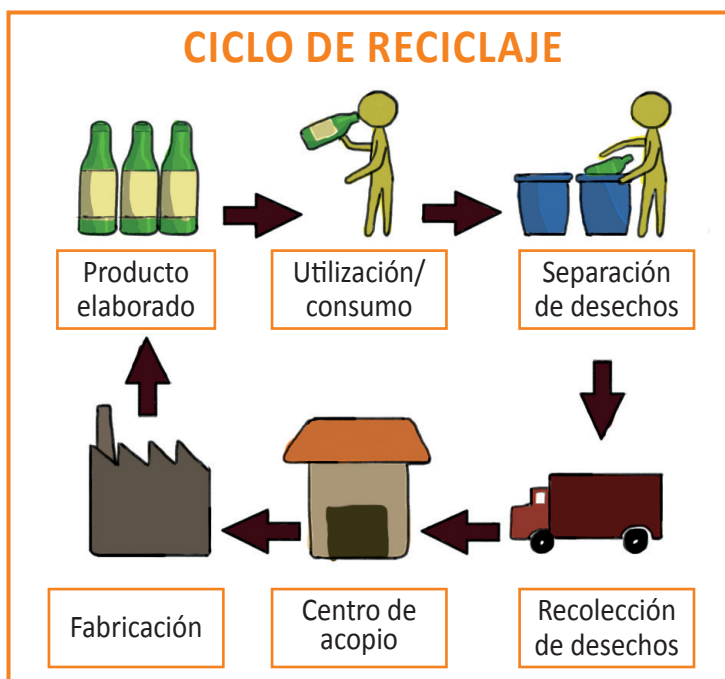 CICLO DE RECICLAJE
Producto
elaborado
Utilización/
consumo
Separación
de desechos
Fabricación
Centro de
acopio
Recolección
de desechos